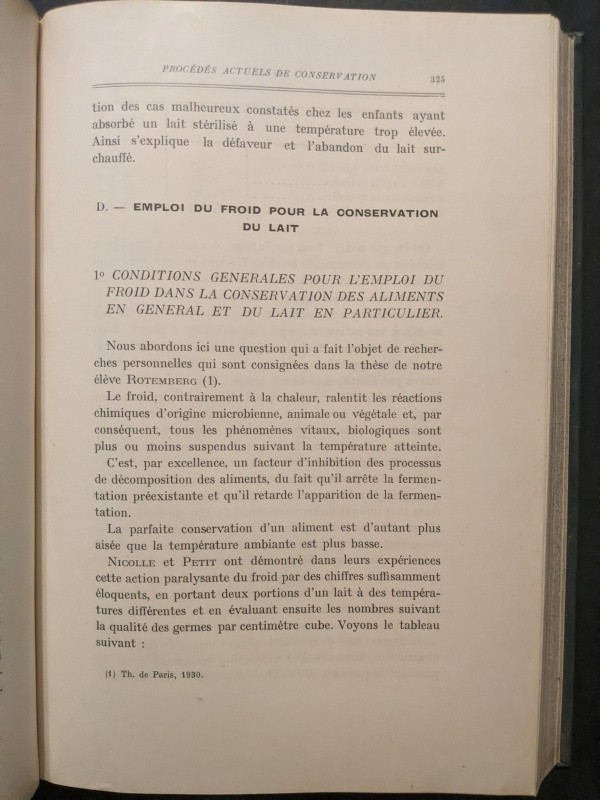 PROCÉDÉS ACTUELS DE CONSERVATION 325
tion des cas malheureux constatés chez les enfants ayant
absorbé un lait stérilisé à une température trop élevée.
Ainsi s'explique la défaveur et l'abandon du lait sur-
chauffé.
D. — EMPLOI DU FROID POUR LA CONSERVATION
DU LAIT
1º CONDITIONS GENERALES POUR L'EMPLOI DU
FROID DANS LA CONSERVATION DES ALIMENTS
EN GENERAL ET DU LAIT EN PARTICULIER.
Nous abordons ici une question qui a fait l'objet de recher-
ches personnelles qui sont consignées dans la thèse de notre
élève ROTEMBERG (1).
Le froid, contrairement à la chaleur, ralentit les réactions
chimiques d'origine microbienne, animale ou végétale et, par
conséquent, tous les phénomènes vitaux, biologiques sont
plus ou moins suspendus suivant la température atteinte.
C'est, par excellence, un facteur d'inhibition des processus
de décomposition des aliments, du fait qu'il arrête la fermen-
tation préexistante et qu'il retarde l'apparition de la fermen-
tation.
La parfaite conservation d'un aliment est d'autant plus
aisée que la température ambiante est plus basse.
NICOLLE et PETIT ont démontré dans leurs expériences
cette action paralysante du froid par des chiffres suffisamment
éloquents, en portant deux portions d'un lait à des tempéra-
tures différentes et en évaluant ensuite les nombres suivant
la qualité des germes par centimètre cube. Voyons le tableau
suivant :
(1) Th. de Paris, 1930.